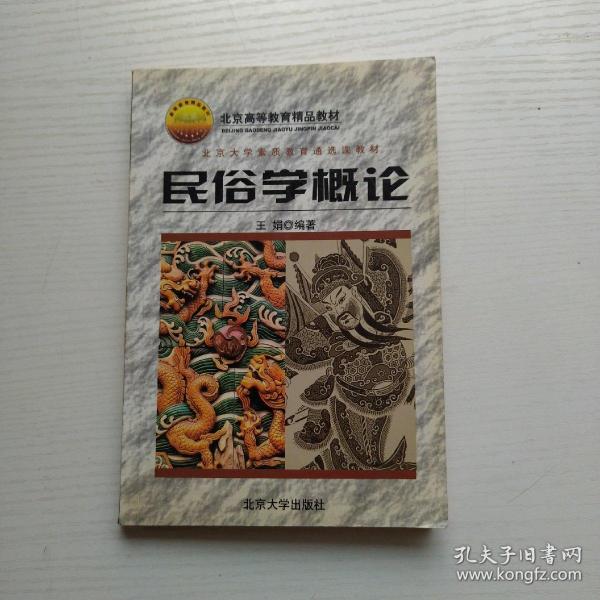 北京高等教育精品教材
BEIJING GAODENG JIAOYU JINGPIN JIAOCAI
北京大学素质教育通选课教材
民俗学概论
王娟◎编著
北京大学出版社
孔夫子旧书网
www.kongfz.com